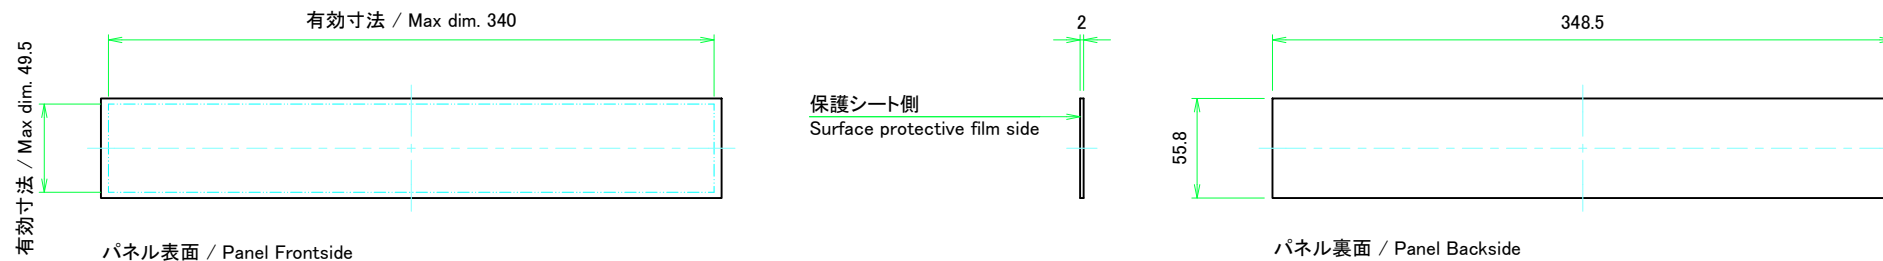 有効寸法 / Max dim. 340
有効寸法 / Max dim. 49.5
パネル表面 / Panel Frontside
2
保護シート側
Surface protective film side
348.5
55.8
パネル裏面 / Panel Backside